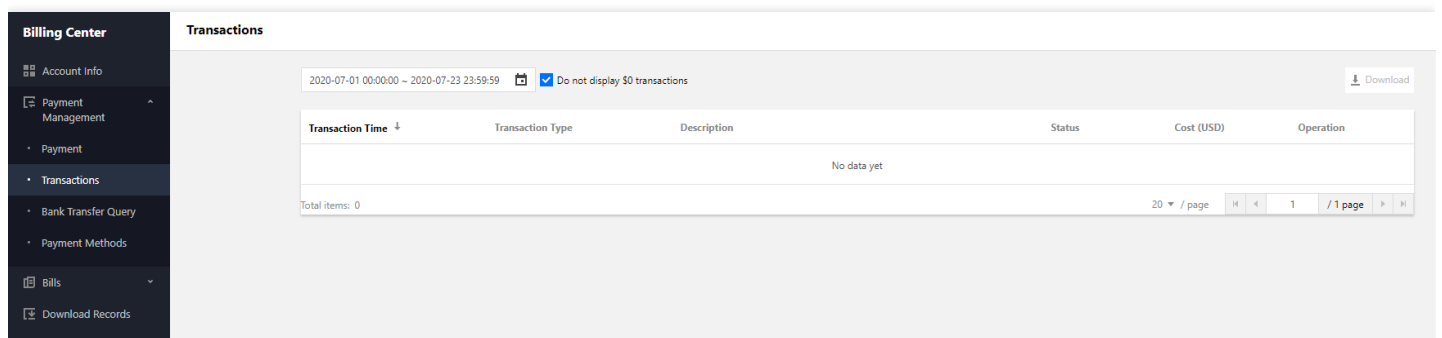 Billing Center
Transactions
Account Info
Payment
Management
Payment
Transactions
Bank Transfer Query
Payment Methods
Bills
Download Records
2020-07-01 00:00:00 ~ 2020-07-23 23:59:59
Do not display $0 transactions
Download
Transaction Time Transaction Type Description Status Cost (USD) Operation
No data yet
Total items: 0 20 / page 1 / 1 page